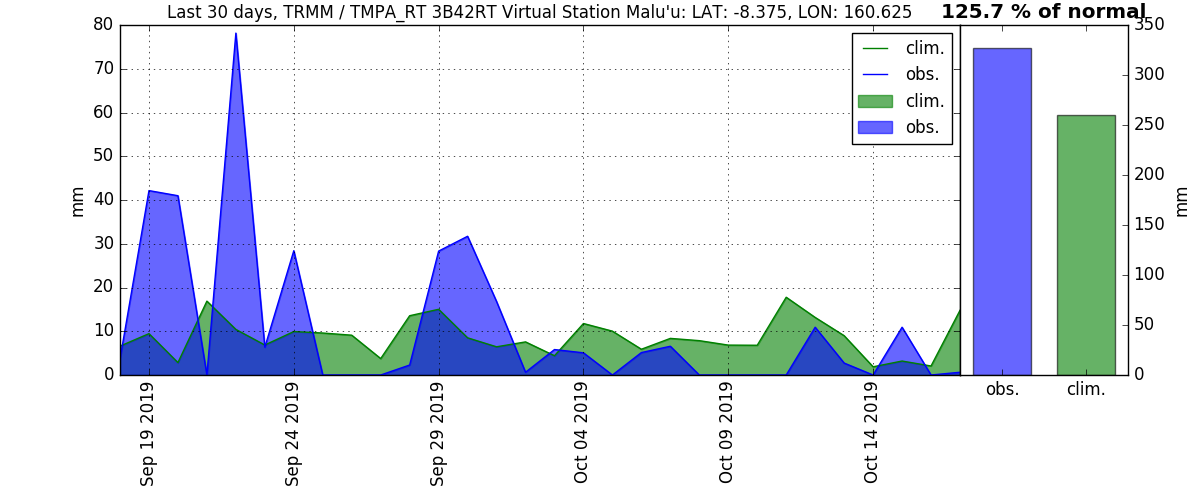 Last 30 days, TRMM / TMPA_RT 3B42RT Virtual Station Malu'u: LAT: -8.375, LON: 160.625
125.7 % of normal
80
70
60
50
40
30
20
10
0
mm
clim.
obs.
clim.
obs.
350
300
250
200
150
100
50
0
mm
obs.
clim.
Sep 19 2019
Sep 24 2019
Sep 29 2019
Oct 04 2019
Oct 09 2019
Oct 14 2019